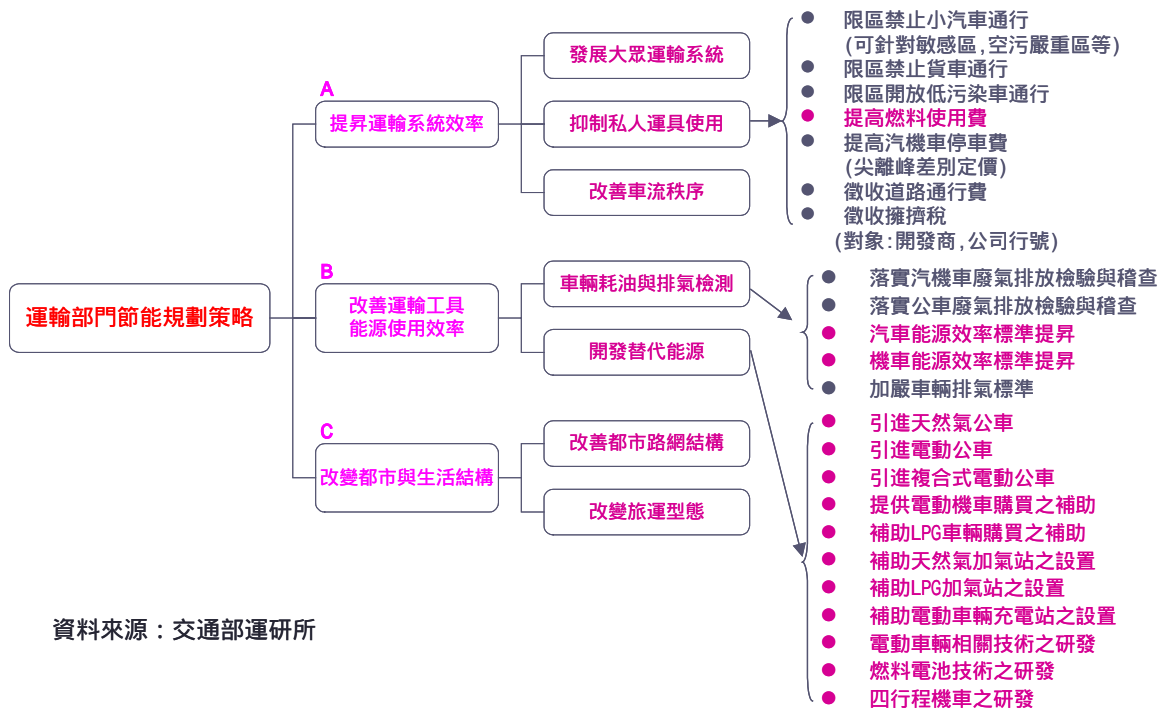 運輸部門節能規劃策略
A
提昇運輸系統效率
發展大眾運輸系統
抑制私人運具使用
改善車流秩序
限區禁止小汽車通行
(可針對敏感區,空污嚴重區等)
限區禁止貨車通行
限區開放低污染車通行
提高燃料使用費
提高汽機車停車費
(尖離峰差別定價)
徵收道路通行費
徵收擁擠稅
(對象:開發商,公司行號)
B
改善運輸工具
能源使用效率
車輛耗油與排氣檢測
開發替代能源
落實汽機車廢氣排放檢驗與稽查
落實公車廢氣排放檢驗與稽查
汽車能源效率標準提昇
機車能源效率標準提昇
加嚴車輛排氣標準
引進天然氣公車
引進電動公車
引進複合式電動公車
提供電動機車購買之補助
補助LPG車輛購買之補助
補助天然氣加氣站之設置
補助LPG加氣站之設置
補助電動車輛充電站之設置
電動車輛相關技術之研發
燃料電池技術之研發
四行程機車之研發
C
改變都市與生活結構
改善都市路網結構
改變旅運型態
資料來源：交通部運研所